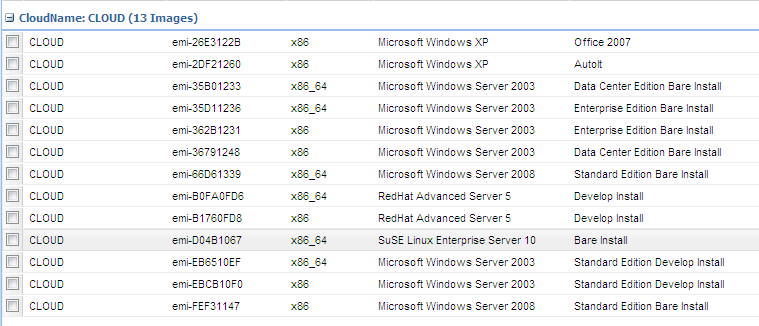 CloudName: CLOUD (13 Images)
CLOUD emi-26E3122B x86 Microsoft Windows XP Office 2007
CLOUD emi-2DF21260 x86 Microsoft Windows XP AutoIt
CLOUD emi-35B01233 x86_64 Microsoft Windows Server 2003 Data Center Edition Bare Install
CLOUD emi-35D11236 x86_64 Microsoft Windows Server 2003 Enterprise Edition Bare Install
CLOUD emi-362B1231 x86 Microsoft Windows Server 2003 Enterprise Edition Bare Install
CLOUD emi-36791248 x86 Microsoft Windows Server 2003 Data Center Edition Bare Install
CLOUD emi-66D61339 x86_64 Microsoft Windows Server 2008 Standard Edition Bare Install
CLOUD emi-B0FA0FD6 x86_64 RedHat Advanced Server 5 Develop Install
CLOUD emi-B1760FD8 x86 RedHat Advanced Server 5 Develop Install
CLOUD emi-D04B1067 x86_64 SuSE Linux Enterprise Server 10 Bare Install
CLOUD emi-EB6510EF x86_64 Microsoft Windows Server 2003 Standard Edition Develop Install
CLOUD emi-EBCB10F0 x86 Microsoft Windows Server 2003 Standard Edition Develop Install
CLOUD emi-FEF31147 x86 Microsoft Windows Server 2008 Standard Edition Bare Install